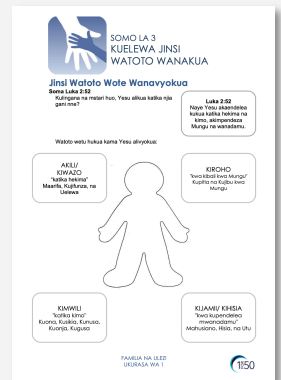 SOMO LA 3
KUELEWA JINSI
WATOTO WANAKUA
Jinsi Watoto Wote Wanavyokua
Soma Luka 2:52
Kulingana na mstari huo, Yesu alikua katika njia
gani nne?
Luka 2:52
Naye Yesu akaendelea
kukua katika hekima na
kimo, akimpendeza
Mungu na wanadamu.
Watoto wetu hukua kama Yesu alivyokua:
AKILI/
KIWAZO
"katika hekima"
Maarifa, Kujifunza, na
Uelewa
KIROHO
"kwa kibali kwa Mungu"
Kupitia na Kujibu kwa
Mungu
KIMWILI
"katika kimo"
Kuona, Kusikia, Kunusa,
Kuonja, Kugusa
KIJAMII/ KIHISIA
"kwa kupendelea
mwanadamu"
Mahusiano, Hisia, na Utu
FAMILIA NA ULEZI
UKURASA WA 1